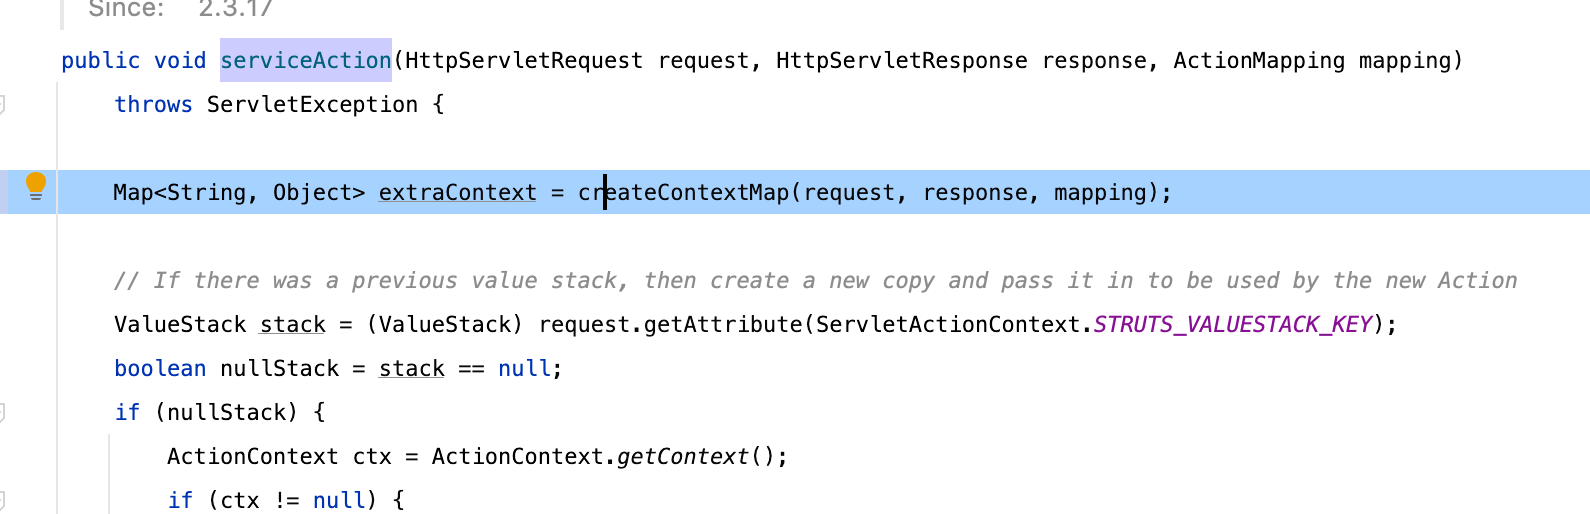 Since: 2.3.17
public void serviceAction(HttpServletRequest request, HttpServletResponse response, ActionMapping mapping)
throws ServletException {
Map<String, Object> extraContext = createContextMap(request, response, mapping);
// If there was a previous value stack, then create a new copy and pass it in to be used by the new Action
ValueStack stack = (ValueStack) request.getAttribute(ServletActionContext.STRUTS_VALUESTACK_KEY);
boolean nullStack = stack == null;
if (nullStack) {
ActionContext ctx = ActionContext.getContext();
if (ctx != null) {